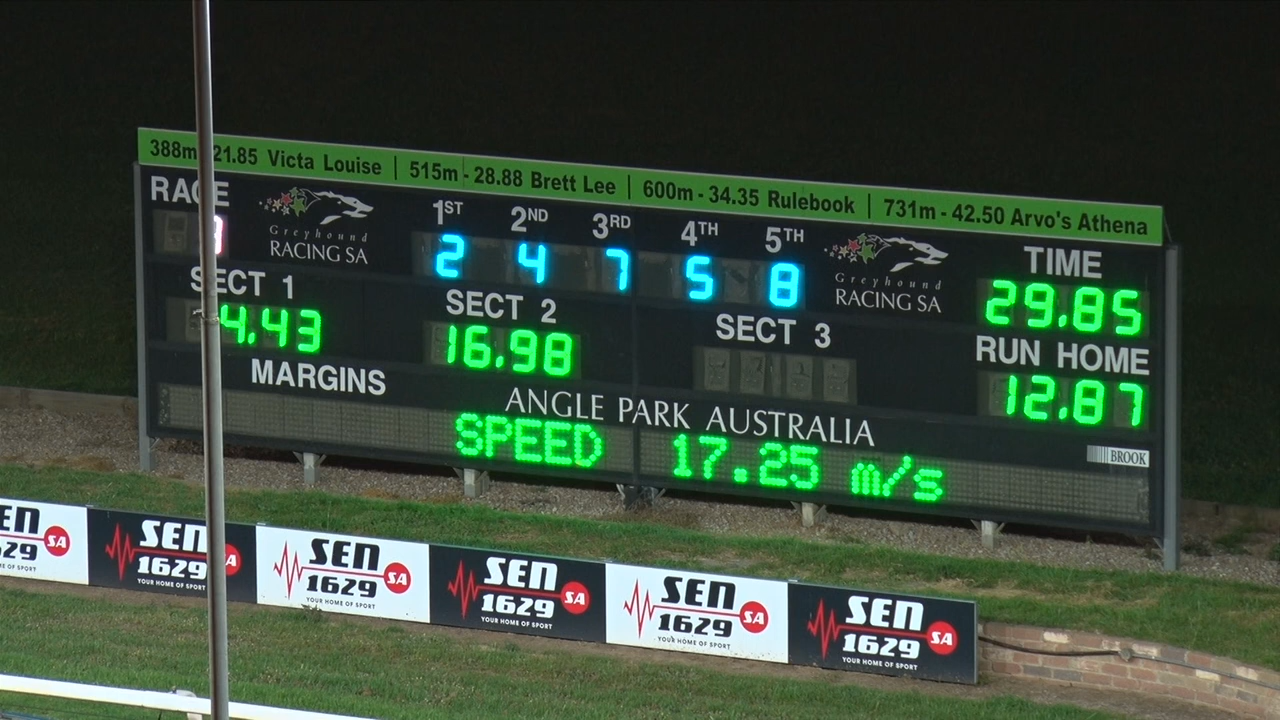 388m - 21.85 Victa Louise | 515m - 28.88 Brett Lee | 600m - 34.35 Rulebook | 731m - 42.50 Arvo's Athena
RACE
Greyhound
RACING SA
1ST 2ND 3RD 4TH 5TH
2 4 7 5 8
Greyhound
RACING SA
TIME
29.85
SECT 1
4.43
SECT 2
16.98
SECT 3
RUN HOME
12.87
MARGINS
ANGLE PARK AUSTRALIA
SPEED 17.25 m/s
BROOK
SEN
1629
SA
YOUR HOME OF SPORT
SEN
1629
SA
YOUR HOME OF SPORT
SEN
1629
SA
YOUR HOME OF SPORT
SEN
1629
SA
YOUR HOME OF SPORT
SEN
1629
SA
YOUR HOME OF SPORT
SEN
1629
SA
YOUR HOME OF SPORT